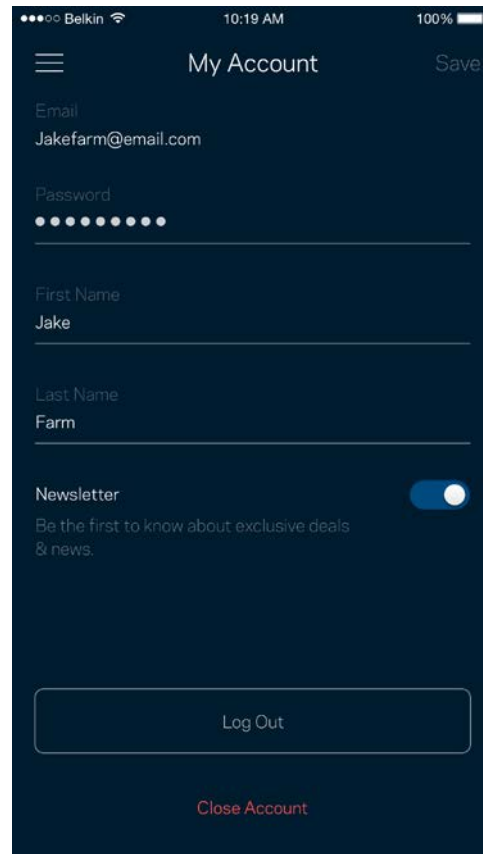 Belkin 10:19 AM 100%
My Account Save
Email
Jakefarm@email.com
Password
●●●●●●●●●
First Name
Jake
Last Name
Farm
Newsletter
Be the first to know about exclusive deals
& news.
Log Out
Close Account